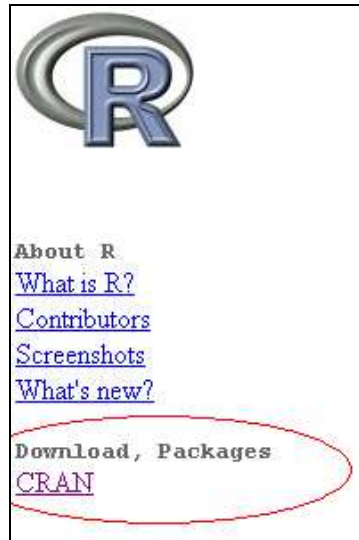 R
About R
What is R?
Contributors
Screenshots
What's new?
Download, Packages
CRAN